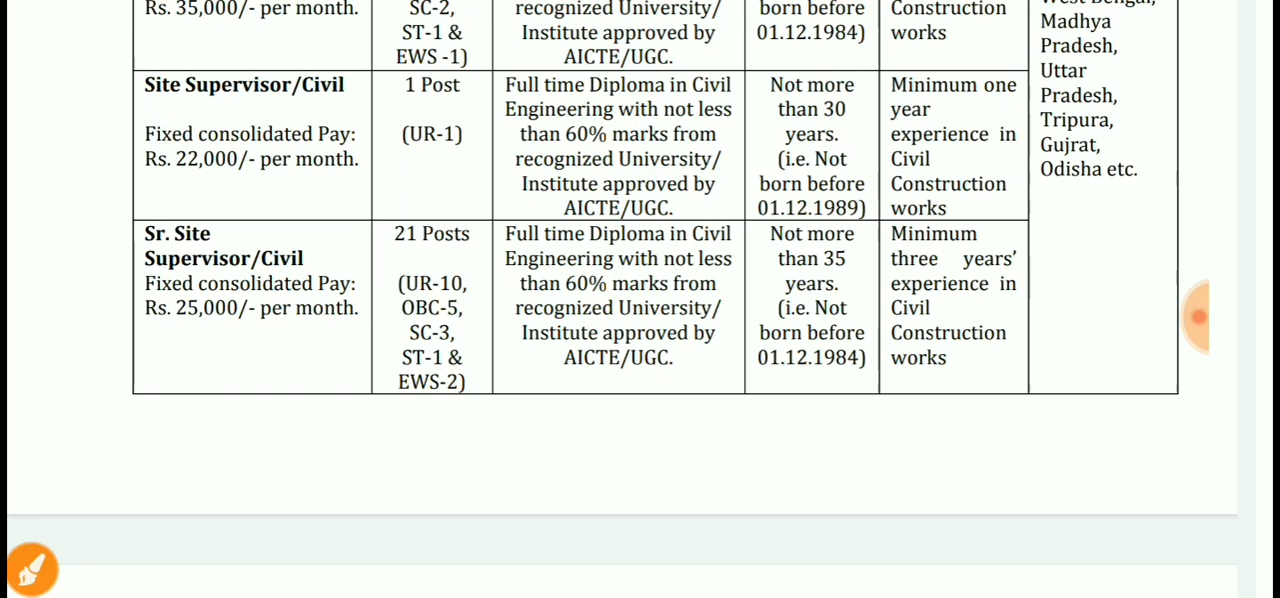 Rs. 35,000/- per month.
SC-2,
ST-1 &
EWS -1)
recognized University/
Institute approved by
AICTE/UGC.
born before
01.12.1984)
Construction
works
Madhya
Pradesh,
Uttar
Pradesh,
Tripura,
Gujrat,
Odisha etc.
Site Supervisor/Civil
Fixed consolidated Pay:
Rs. 22,000/- per month.
1 Post
(UR-1)
Full time Diploma in Civil
Engineering with not less
than 60% marks from
recognized University/
Institute approved by
AICTE/UGC.
Not more
than 30
years.
(i.e. Not
born before
01.12.1989)
Minimum one
year
experience in
Civil
Construction
works
Sr. Site
Supervisor/Civil
Fixed consolidated Pay:
Rs. 25,000/- per month.
21 Posts
(UR-10,
OBC-5,
SC-3,
ST-1 &
EWS-2)
Full time Diploma in Civil
Engineering with not less
than 60% marks from
recognized University/
Institute approved by
AICTE/UGC.
Not more
than 35
years.
(i.e. Not
born before
01.12.1984)
Minimum
three years'
experience in
Civil
Construction
works